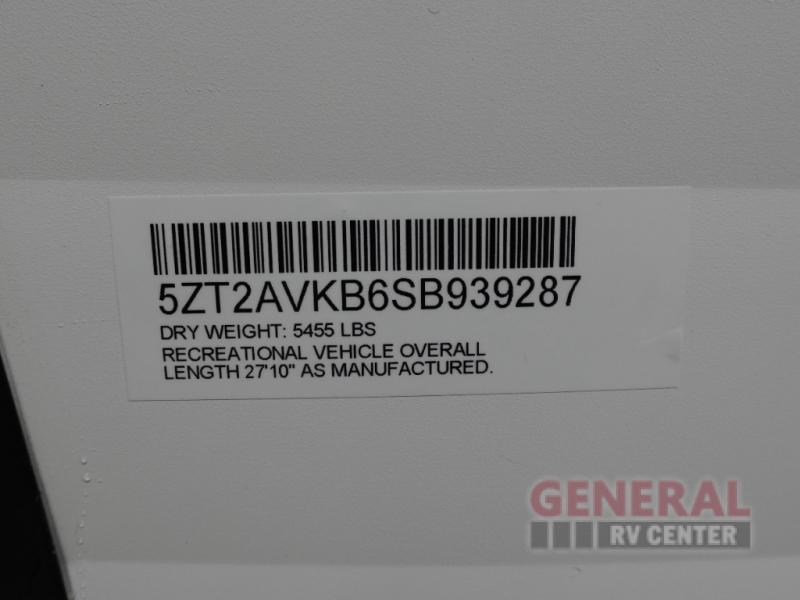 5ZT2AVKB6SB939287
DRY WEIGHT: 5455 LBS
RECREATIONAL VEHICLE OVERALL
LENGTH 27'10" AS MANUFACTURED.
GENERAL
RV CENTER